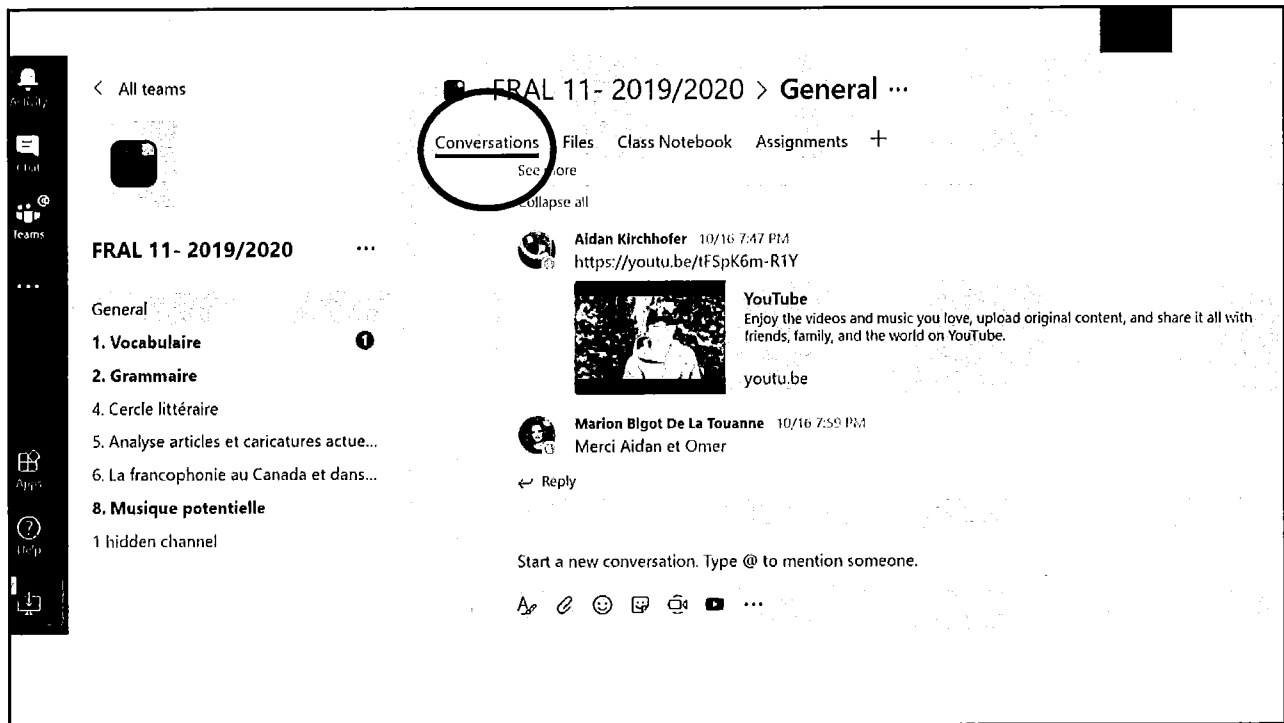 Activity
Chat
Teams
Apps
Help
< All teams
FRAL 11- 2019/2020 ...
General
1. Vocabulaire 1
2. Grammaire
4. Cercle littéraire
5. Analyse articles et caricatures actue...
6. La francophonie au Canada et dans...
8. Musique potentielle
1 hidden channel
FRAL 11- 2019/2020 > General ...
Conversations Files Class Notebook Assignments +
See more
Collapse all
Aidan Kirchhofer 10/16 7:47 PM
https://youtu.be/tFSpK6m-R1Y
YouTube
Enjoy the videos and music you love, upload original content, and share it all with
friends, family, and the world on YouTube.
youtu.be
Marion Bigot De La Touanne 10/16 7:59 PM
Merci Aidan et Omer
Reply
Start a new conversation. Type @ to mention someone.
...